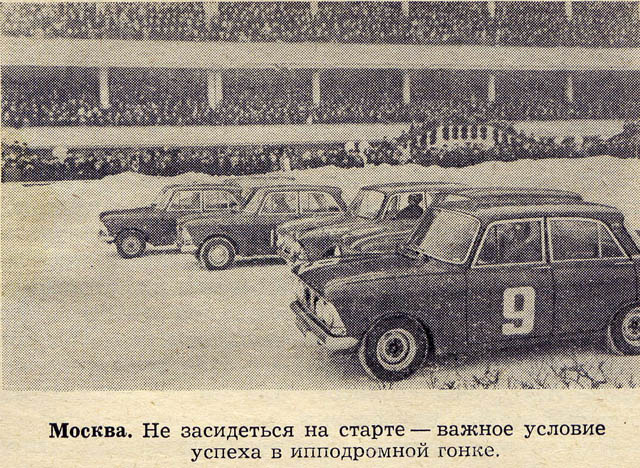 9
Москва. Не засидеться на старте — важное условие
успеха в ипподромной гонке.